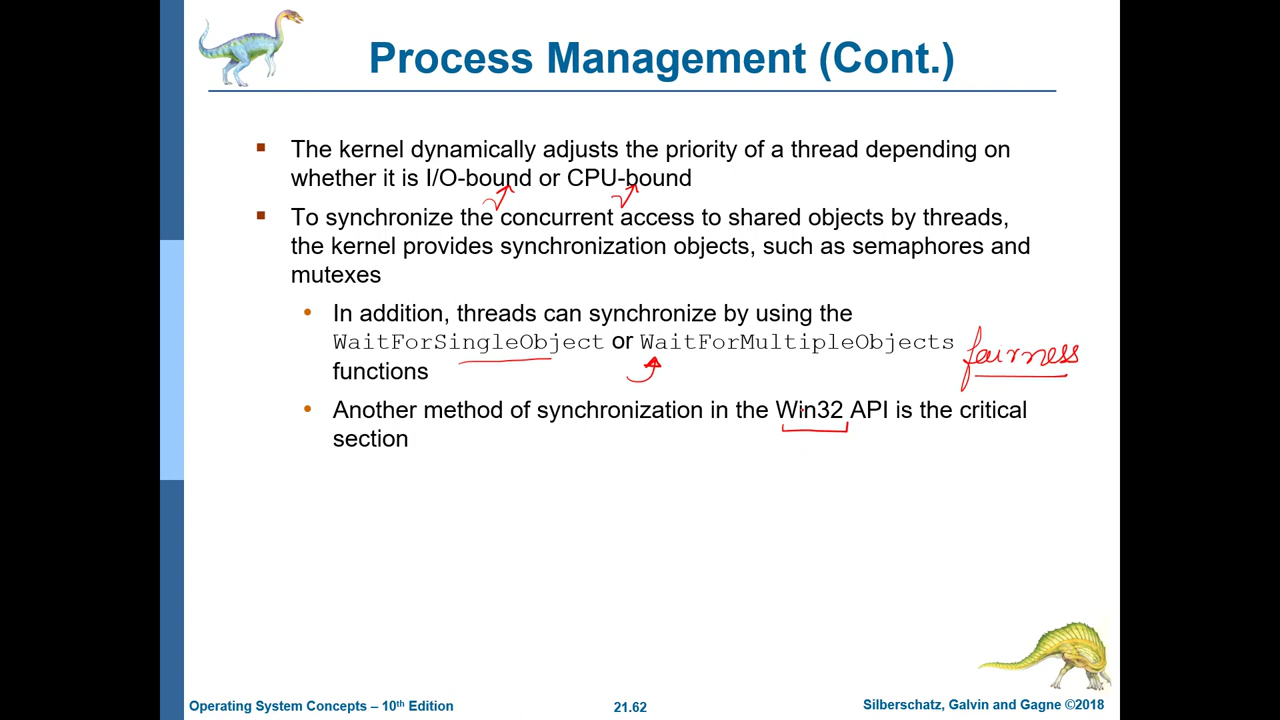 Process Management (Cont.)
▪ The kernel dynamically adjusts the priority of a thread depending on
whether it is I/O-bound or CPU-bound
▪ To synchronize the concurrent access to shared objects by threads,
the kernel provides synchronization objects, such as semaphores and
mutexes
• In addition, threads can synchronize by using the
WaitForSingleObject or WaitForMultipleObjects
fairness
functions
• Another method of synchronization in the Win32 API is the critical
section
Operating System Concepts – 10th Edition
21.62
Silberschatz, Galvin and Gagne ©2018